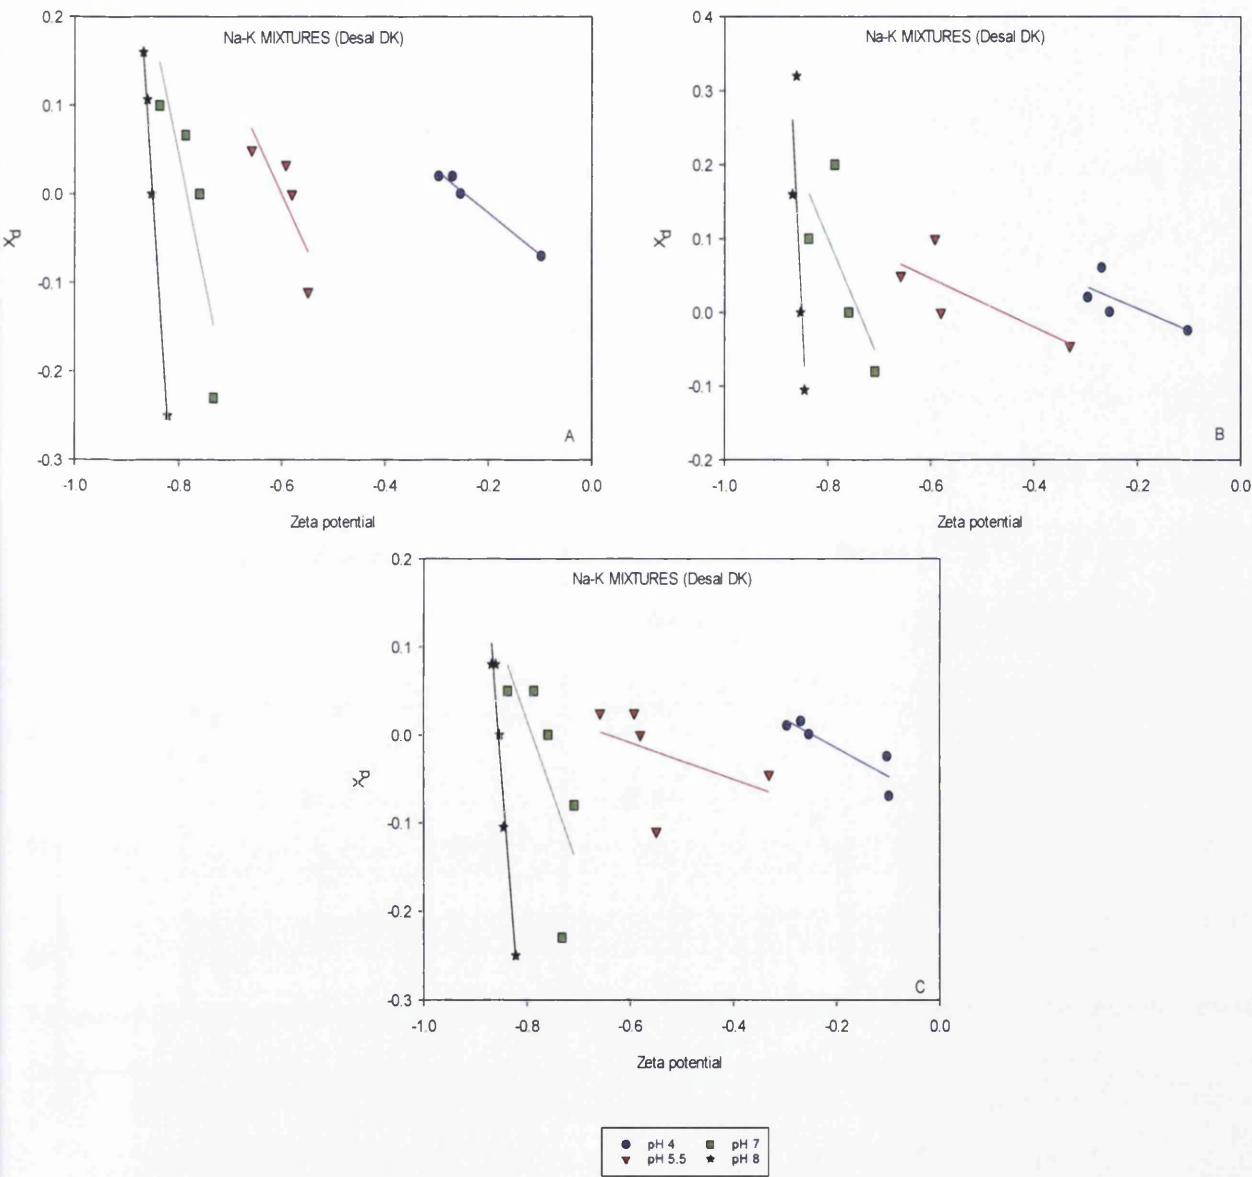 Na-K MIXTURES (Desal DK)
0.2
0.1
0.0
-0.1
-0.2
-0.3
Xd
A
-1.0 -0.8 -0.6 -0.4 -0.2 0.0
Zeta potential
Na-K MIXTURES (Desal DK)
0.4
0.3
0.2
0.1
0.0
-0.1
-0.2
Xd
B
-1.0 -0.8 -0.6 -0.4 -0.2 0.0
Zeta potential
Na-K MIXTURES (Desal DK)
0.2
0.1
0.0
-0.1
-0.2
-0.3
Xd
C
-1.0 -0.8 -0.6 -0.4 -0.2 0.0
Zeta potential
pH 4 pH 7
pH 5.5 pH 8